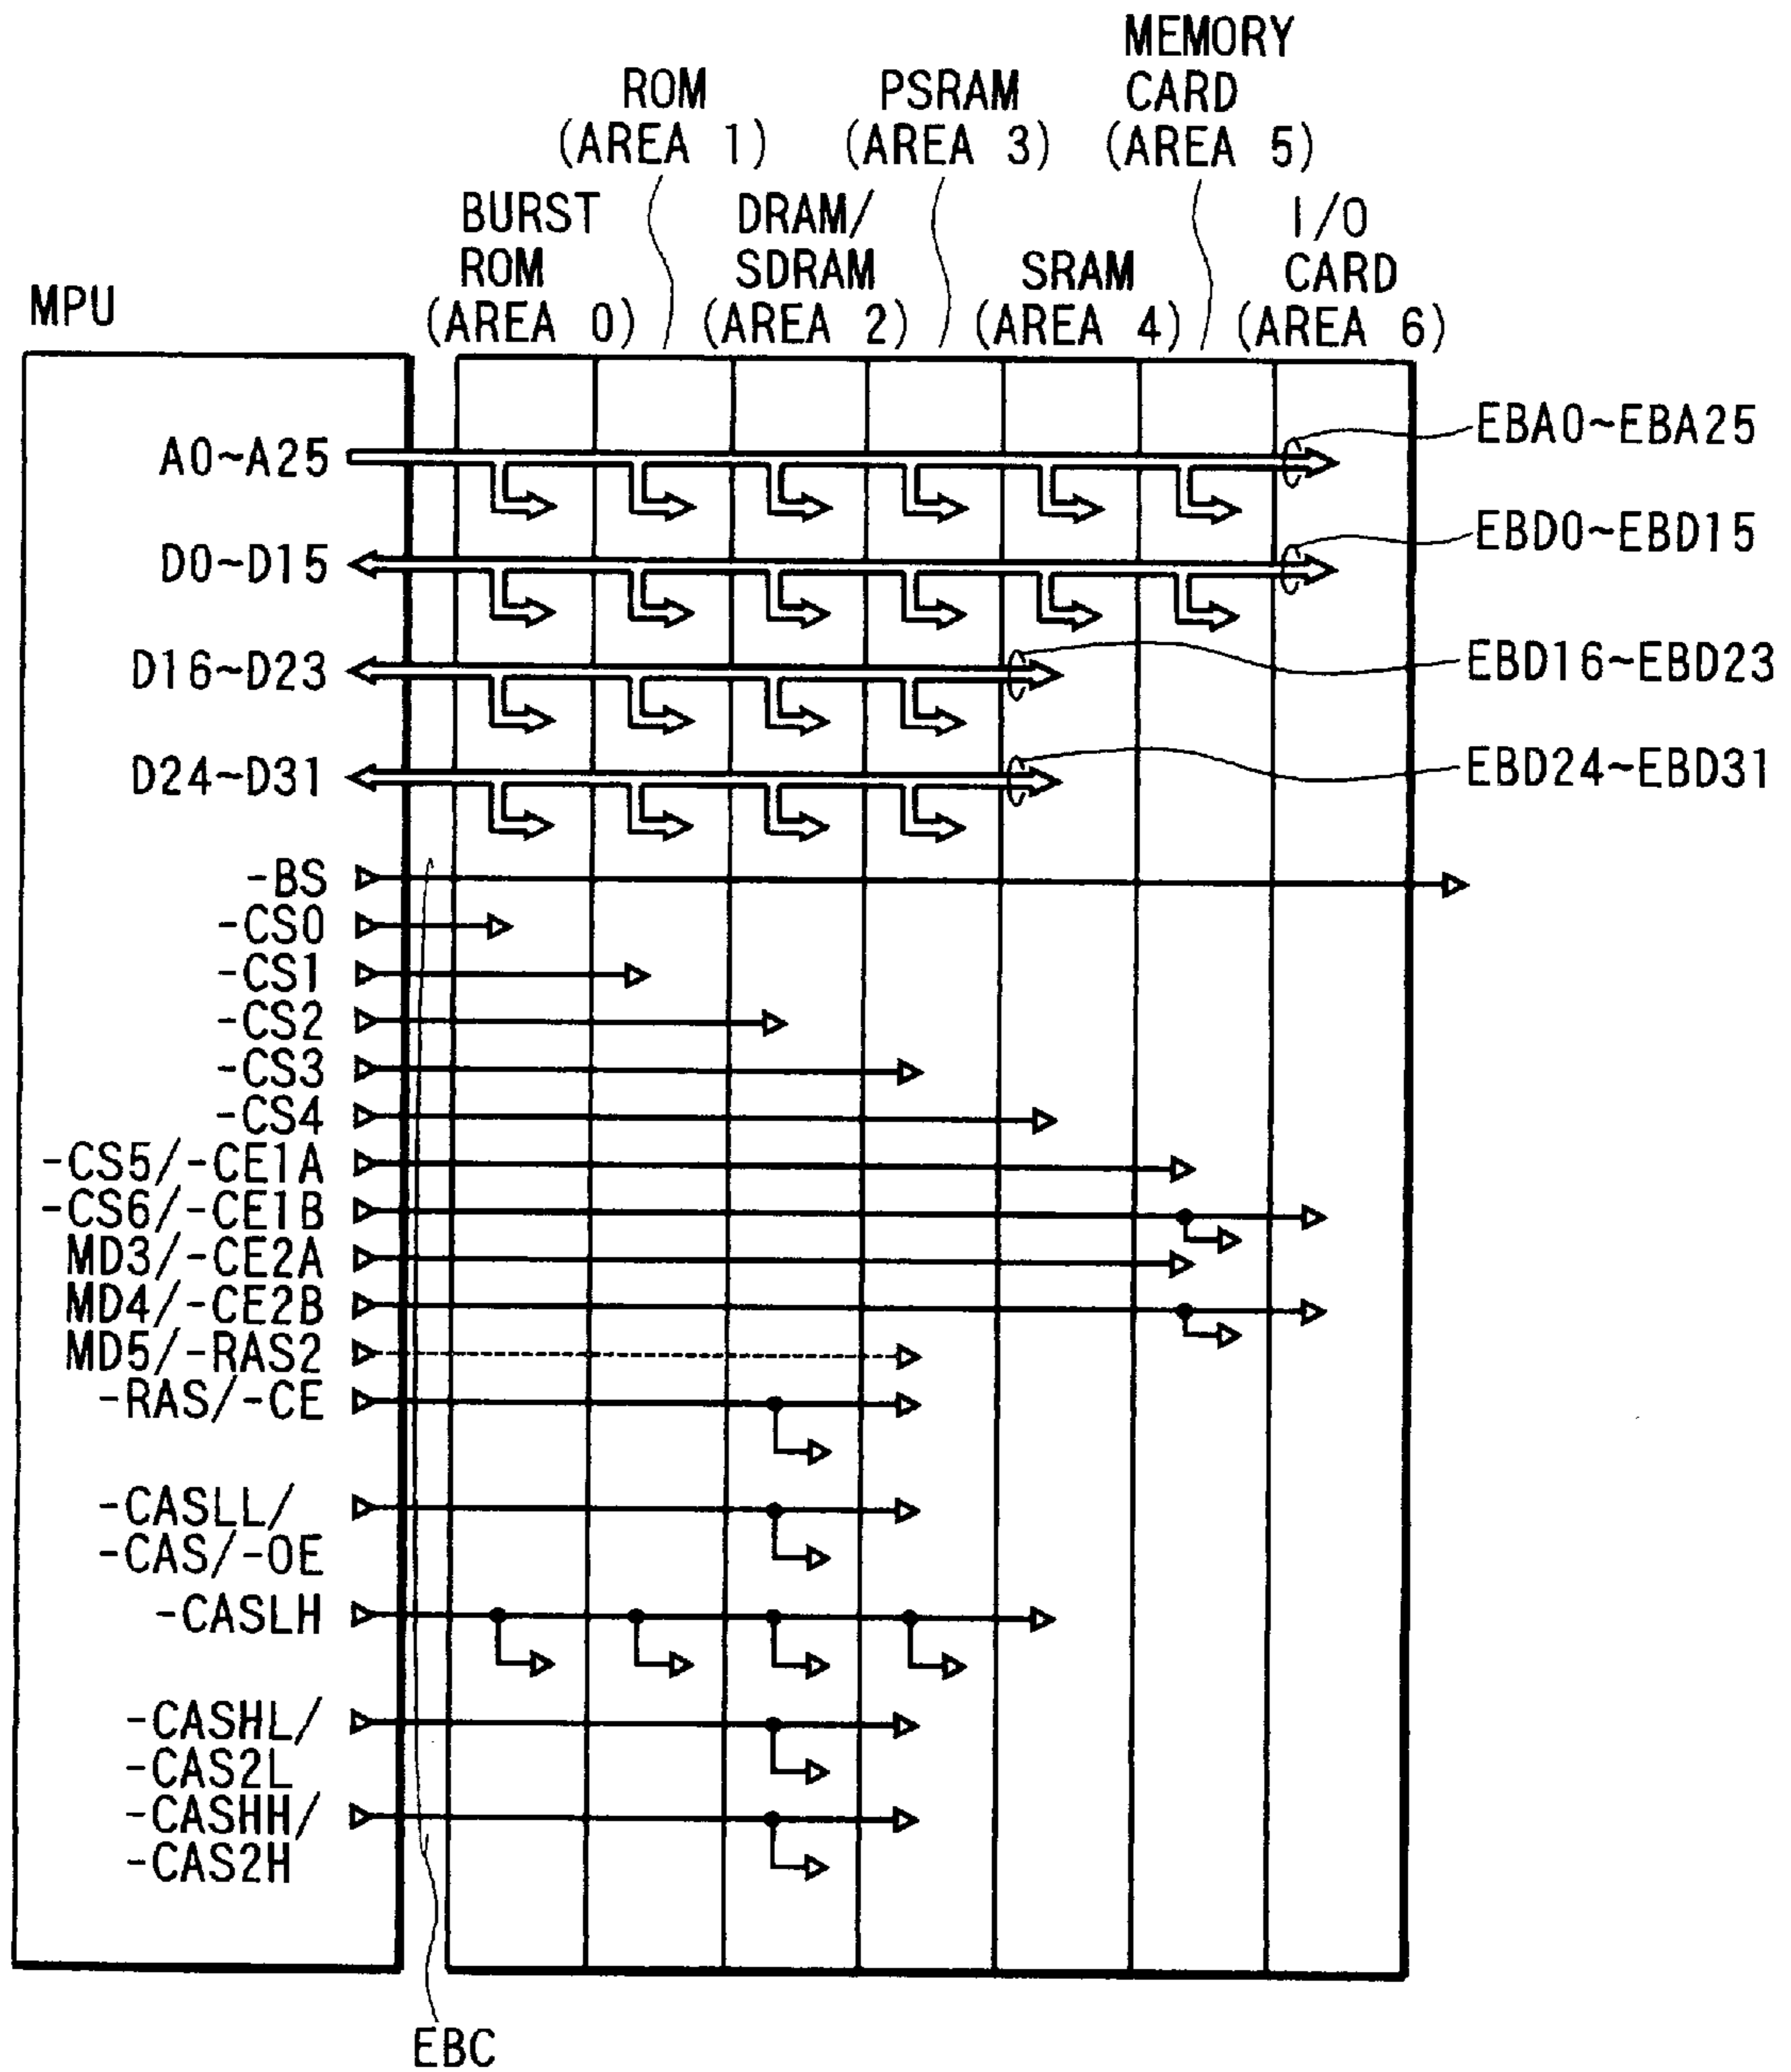 MEMORY
CARD
(AREA 5)
ROM
(AREA 1)
PSRAM
(AREA 3)
BURST
ROM
(AREA 0)
DRAM/
SDRAM
(AREA 2)
SRAM
(AREA 4)
I/O
CARD
(AREA 6)
MPU
A0~A25
EBA0~EBA25
D0~D15
EBD0~EBD15
D16~D23
EBD16~EBD23
D24~D31
EBD24~EBD31
-BS
-CS0
-CS1
-CS2
-CS3
-CS4
-CS5/-CE1A
-CS6/-CE1B
MD3/-CE2A
MD4/-CE2B
MD5/-RAS2
-RAS/-CE
-CASLL/
-CAS/-OE
-CASLH
-CASHL/
-CAS2L
-CASHH/
-CAS2H
EBC